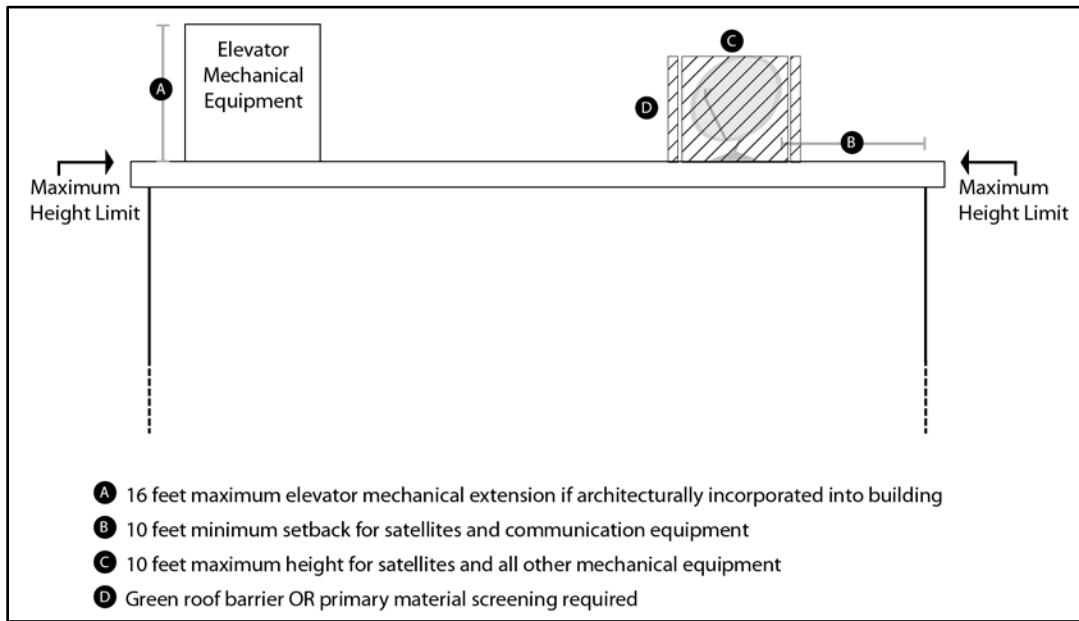 Elevator
Mechanical
Equipment
A
C
D
B
Maximum
Height Limit
Maximum
Height Limit
A 16 feet maximum elevator mechanical extension if architecturally incorporated into building
B 10 feet minimum setback for satellites and communication equipment
C 10 feet maximum height for satellites and all other mechanical equipment
D Green roof barrier OR primary material screening required